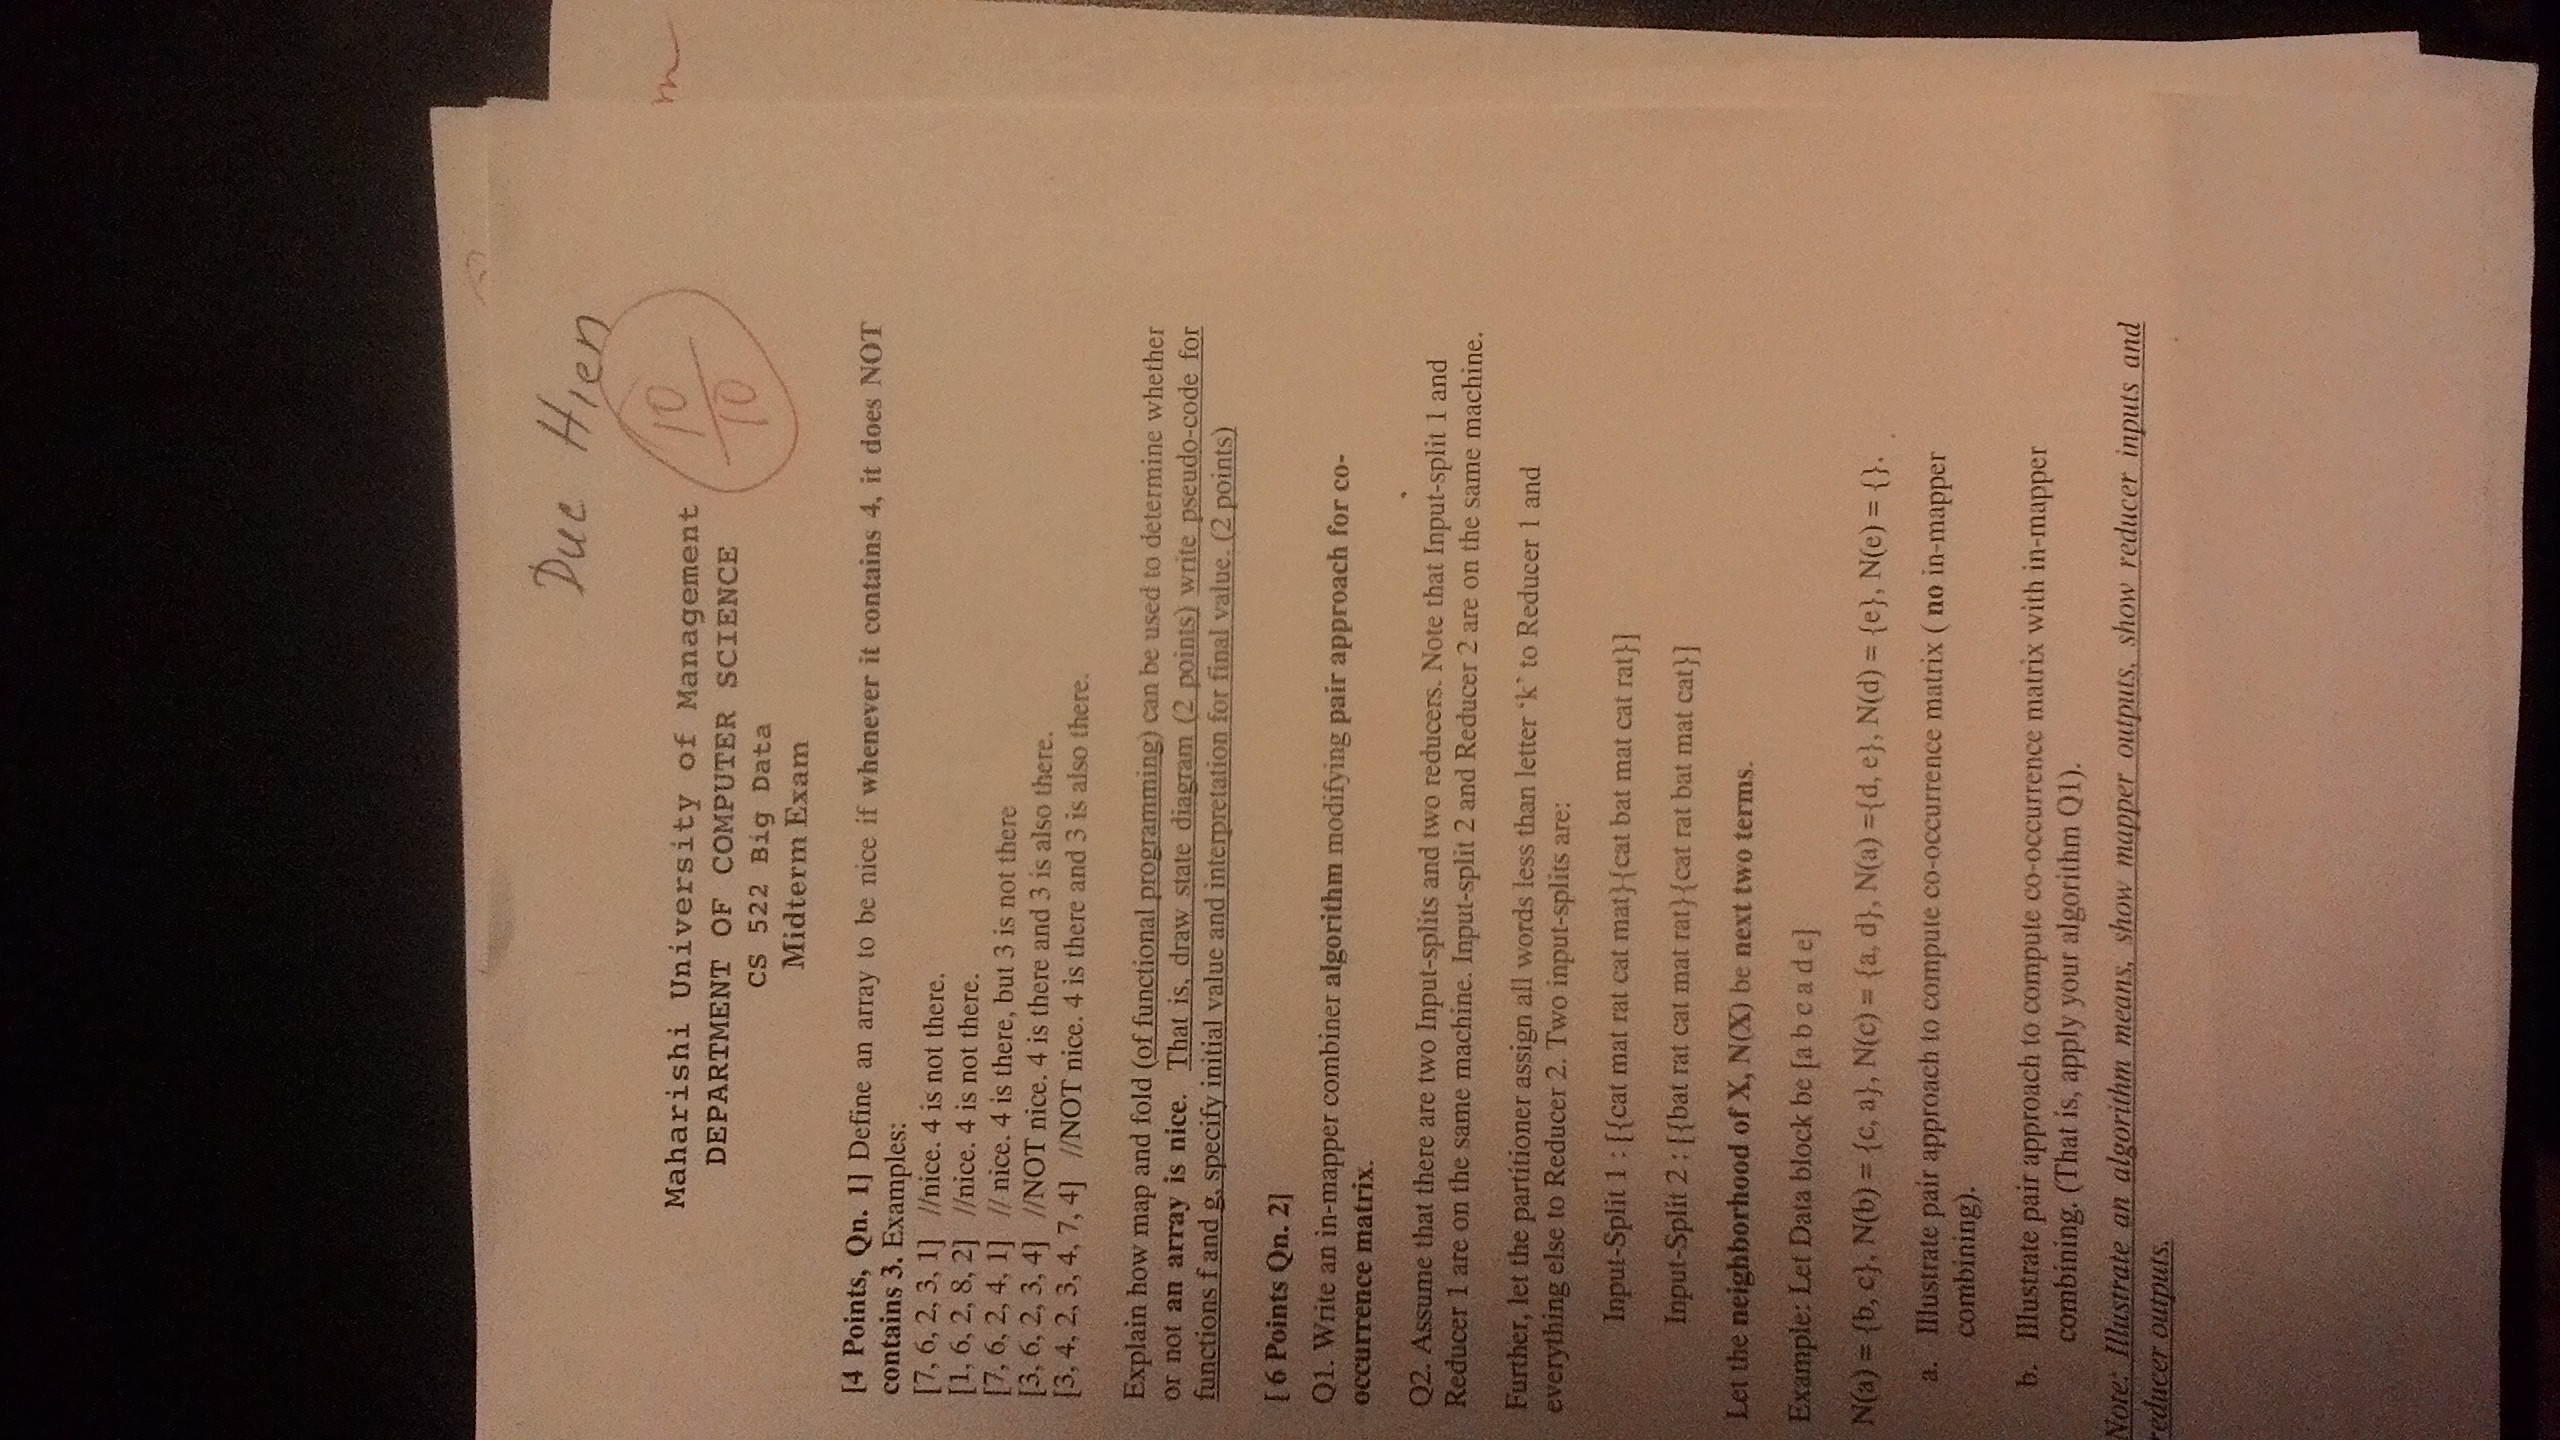 Duc Hien
10
10
m
Maharishi University of Management
DEPARTMENT OF COMPUTER SCIENCE
CS 522 Big Data
Midterm Exam
[4 Points, Qn. 1] Define an array to be nice if whenever it contains 4, it does NOT
contains 3. Examples:
[7, 6, 2, 3, 1] //nice. 4 is not there.
[1, 6, 2, 8, 2] //nice. 4 is not there.
[7, 6, 2, 4, 1] // nice. 4 is there, but 3 is not there
[3, 6, 2, 3, 4] //NOT nice. 4 is there and 3 is also there.
[3, 4, 2, 3, 4, 7, 4] //NOT nice. 4 is there and 3 is also there.
Explain how map and fold (of functional programming) can be used to determine whether
or not an array is nice. That is, draw state diagram (2 points) write pseudo-code for
functions f and g, specify initial value and interpretation for final value. (2 points)
[ 6 Points Qn. 2]
Q1. Write an in-mapper combiner algorithm modifying pair approach for co-
occurrence matrix.
Q2. Assume that there are two Input-splits and two reducers. Note that Input-split 1 and
Reducer 1 are on the same machine. Input-split 2 and Reducer 2 are on the same machine.
Further, let the partitioner assign all words less than letter ‘k’ to Reducer 1 and
everything else to Reducer 2. Two input-splits are:
Input-Split 1 : [{cat mat rat cat mat}{cat bat mat cat rat}]
Input-Split 2 : [{bat rat cat mat rat}{cat rat bat mat cat}]
Let the neighborhood of X, N(X) be next two terms.
Example: Let Data block be [a b c a d e]
N(a) = {b, c}, N(b) = {c, a}, N(c) = {a, d}, N(a) ={d, e}, N(d) = {e}, N(e) = {}.
a. Illustrate pair approach to compute co-occurrence matrix ( no in-mapper
combining).
b. Illustrate pair approach to compute co-occurrence matrix with in-mapper
combining. (That is, apply your algorithm Q1).
Note: Illustrate an algorithm means, show mapper outputs, show reducer inputs and
reducer outputs.